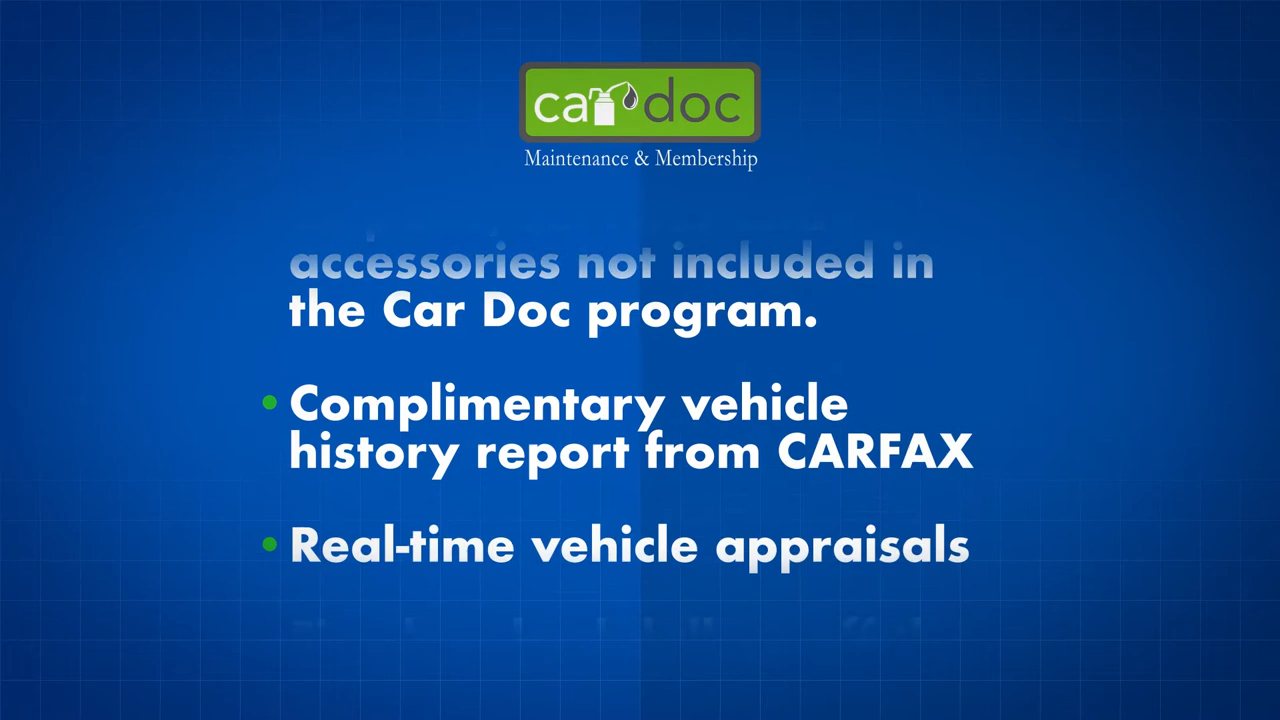 car doc
Maintenance & Membership
accessories not included in
the Car Doc program.
• Complimentary vehicle
history report from CARFAX
• Real-time vehicle appraisals